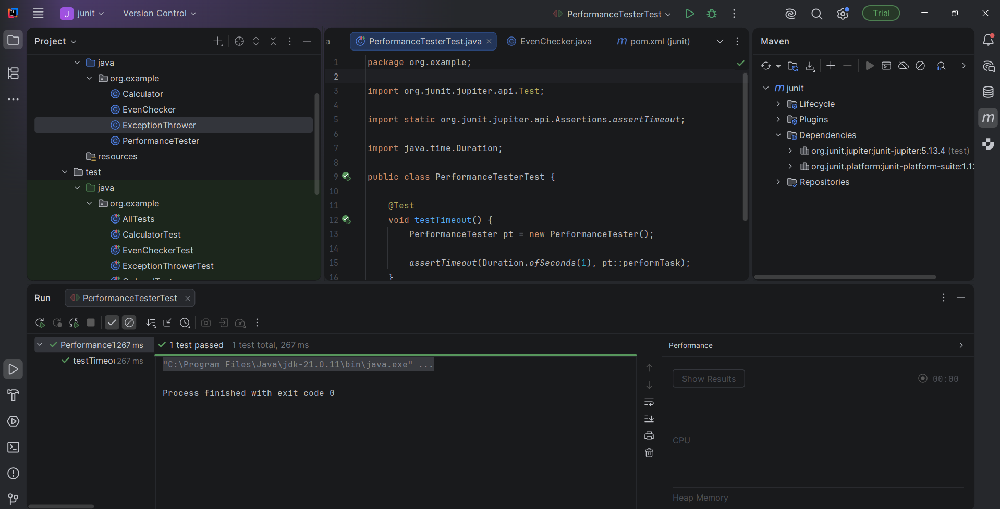 J junit Version Control PerformanceTesterTest Trial
Project
java
org.example
Calculator
EvenChecker
ExceptionThrower
PerformanceTester
resources
test
java
org.example
AllTests
CalculatorTest
EvenCheckerTest
ExceptionThrowerTest
a PerformanceTesterTest.java EvenChecker.java m pom.xml (junit)
1 package org.example;
2
3 import org.junit.jupiter.api.Test;
4
5 import static org.junit.jupiter.api.Assertions.assertTimeout;
6
7 import java.time.Duration;
8
9 public class PerformanceTesterTest {
10
11 @Test
12 void testTimeout() {
13 PerformanceTester pt = new PerformanceTester();
14
15 assertTimeout(Duration.ofSeconds(1), pt::performTask);
16 }
Maven
m junit
Lifecycle
Plugins
Dependencies
org.junit.jupiter:junit-jupiter:5.13.4 (test)
org.junit.platform:junit-platform-suite:1.13
Repositories
m
Run PerformanceTesterTest
PerformanceT 267 ms
testTimeou 267 ms
1 test passed 1 test total, 267 ms
"C:\Program Files\Java\jdk-21.0.11\bin\java.exe" ...
Process finished with exit code 0
Performance
Show Results 00:00
CPU
Heap Memory